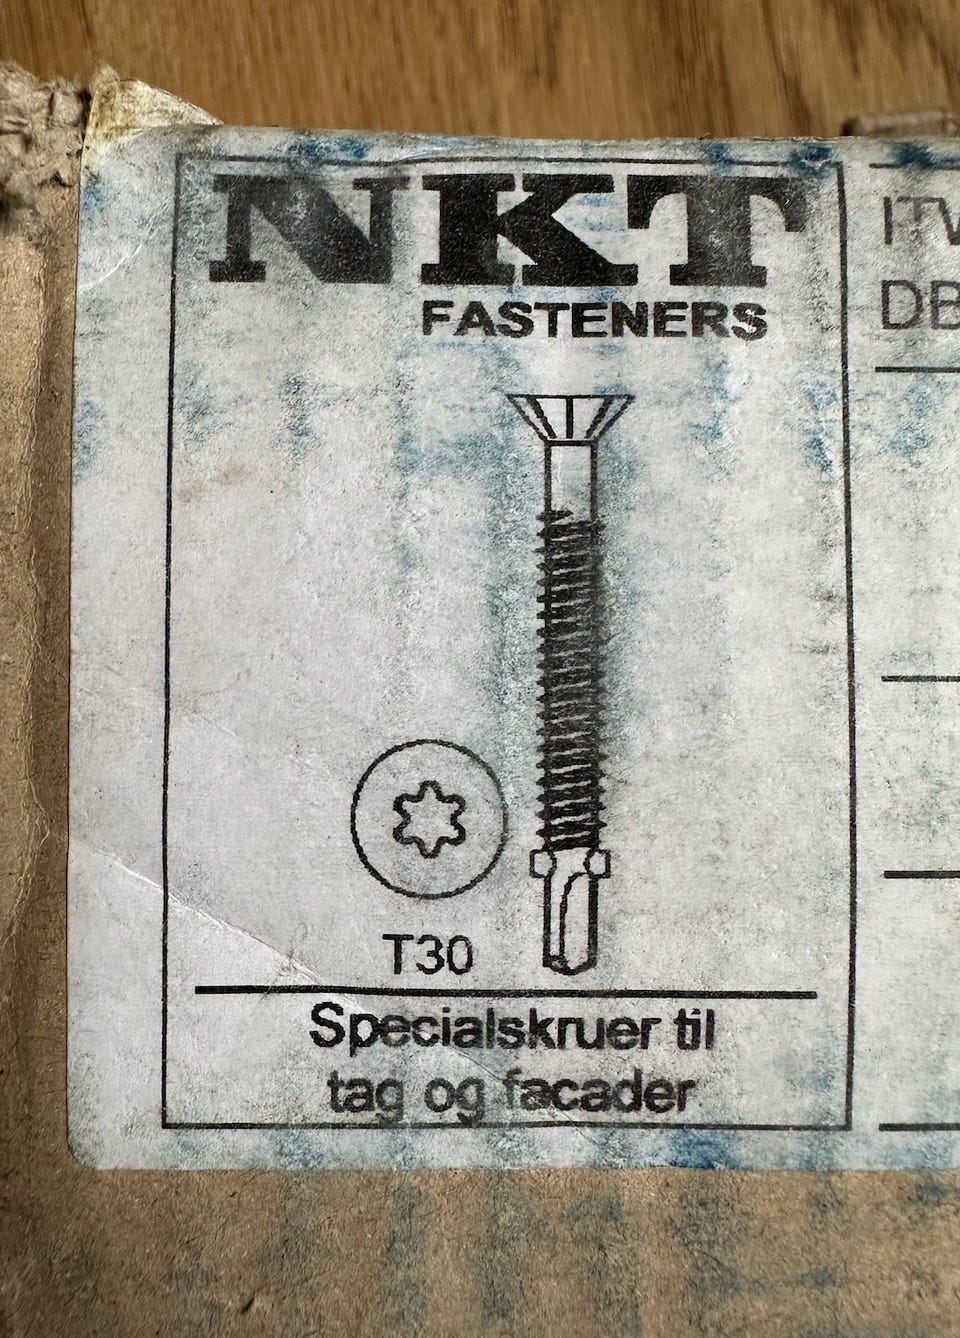 NKT
FASTENERS
T30
Specialskruer til
tag og facader